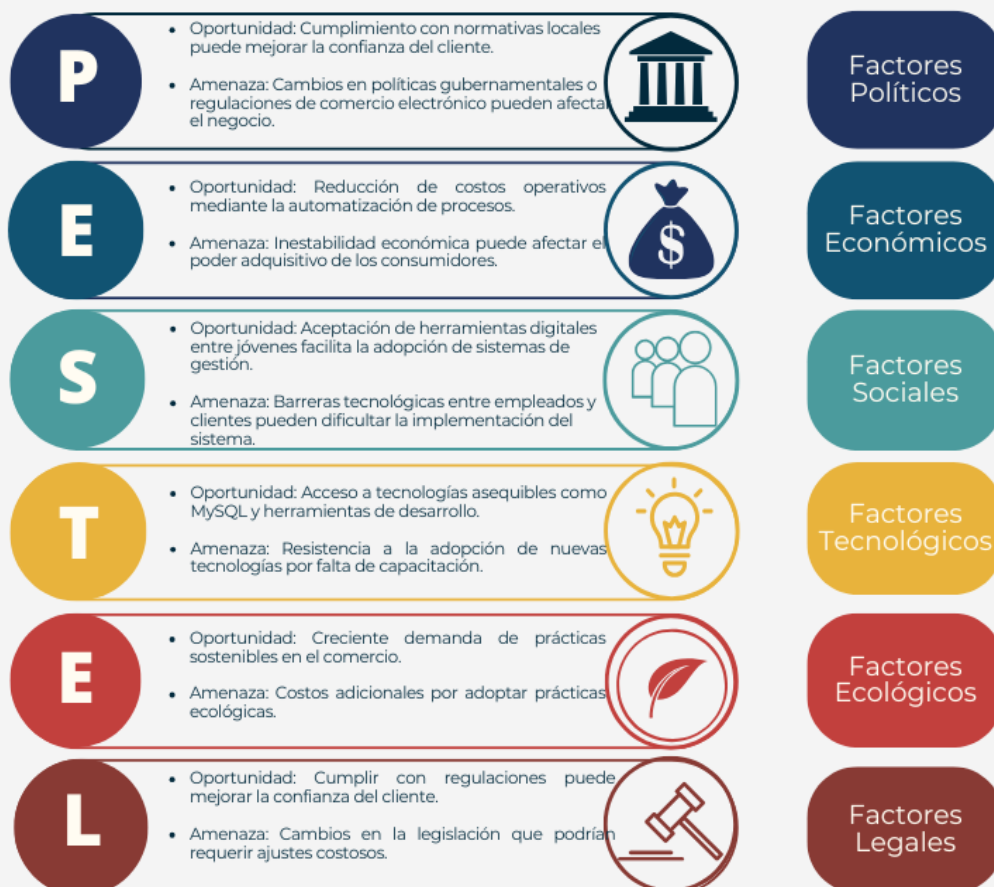 P
• Oportunidad: Cumplimiento con normativas locales
puede mejorar la confianza del cliente.
• Amenaza: Cambios en políticas gubernamentales o
regulaciones de comercio electrónico pueden afectar
el negocio.
Factores
Políticos
E
• Oportunidad: Reducción de costos operativos
mediante la automatización de procesos.
• Amenaza: Inestabilidad económica puede afectar el
poder adquisitivo de los consumidores.
$
Factores
Económicos
S
• Oportunidad: Aceptación de herramientas digitales
entre jóvenes facilita la adopción de sistemas de
gestión.
• Amenaza: Barreras tecnológicas entre empleados y
clientes pueden dificultar la implementación del
sistema.
Factores
Sociales
T
• Oportunidad: Acceso a tecnologías asequibles como
MySQL y herramientas de desarrollo.
• Amenaza: Resistencia a la adopción de nuevas
tecnologías por falta de capacitación.
Factores
Tecnológicos
E
• Oportunidad: Creciente demanda de prácticas
sostenibles en el comercio.
• Amenaza: Costos adicionales por adoptar prácticas
ecológicas.
Factores
Ecológicos
L
• Oportunidad: Cumplir con regulaciones puede
mejorar la confianza del cliente.
• Amenaza: Cambios en la legislación que podrían
requerir ajustes costosos.
Factores
Legales